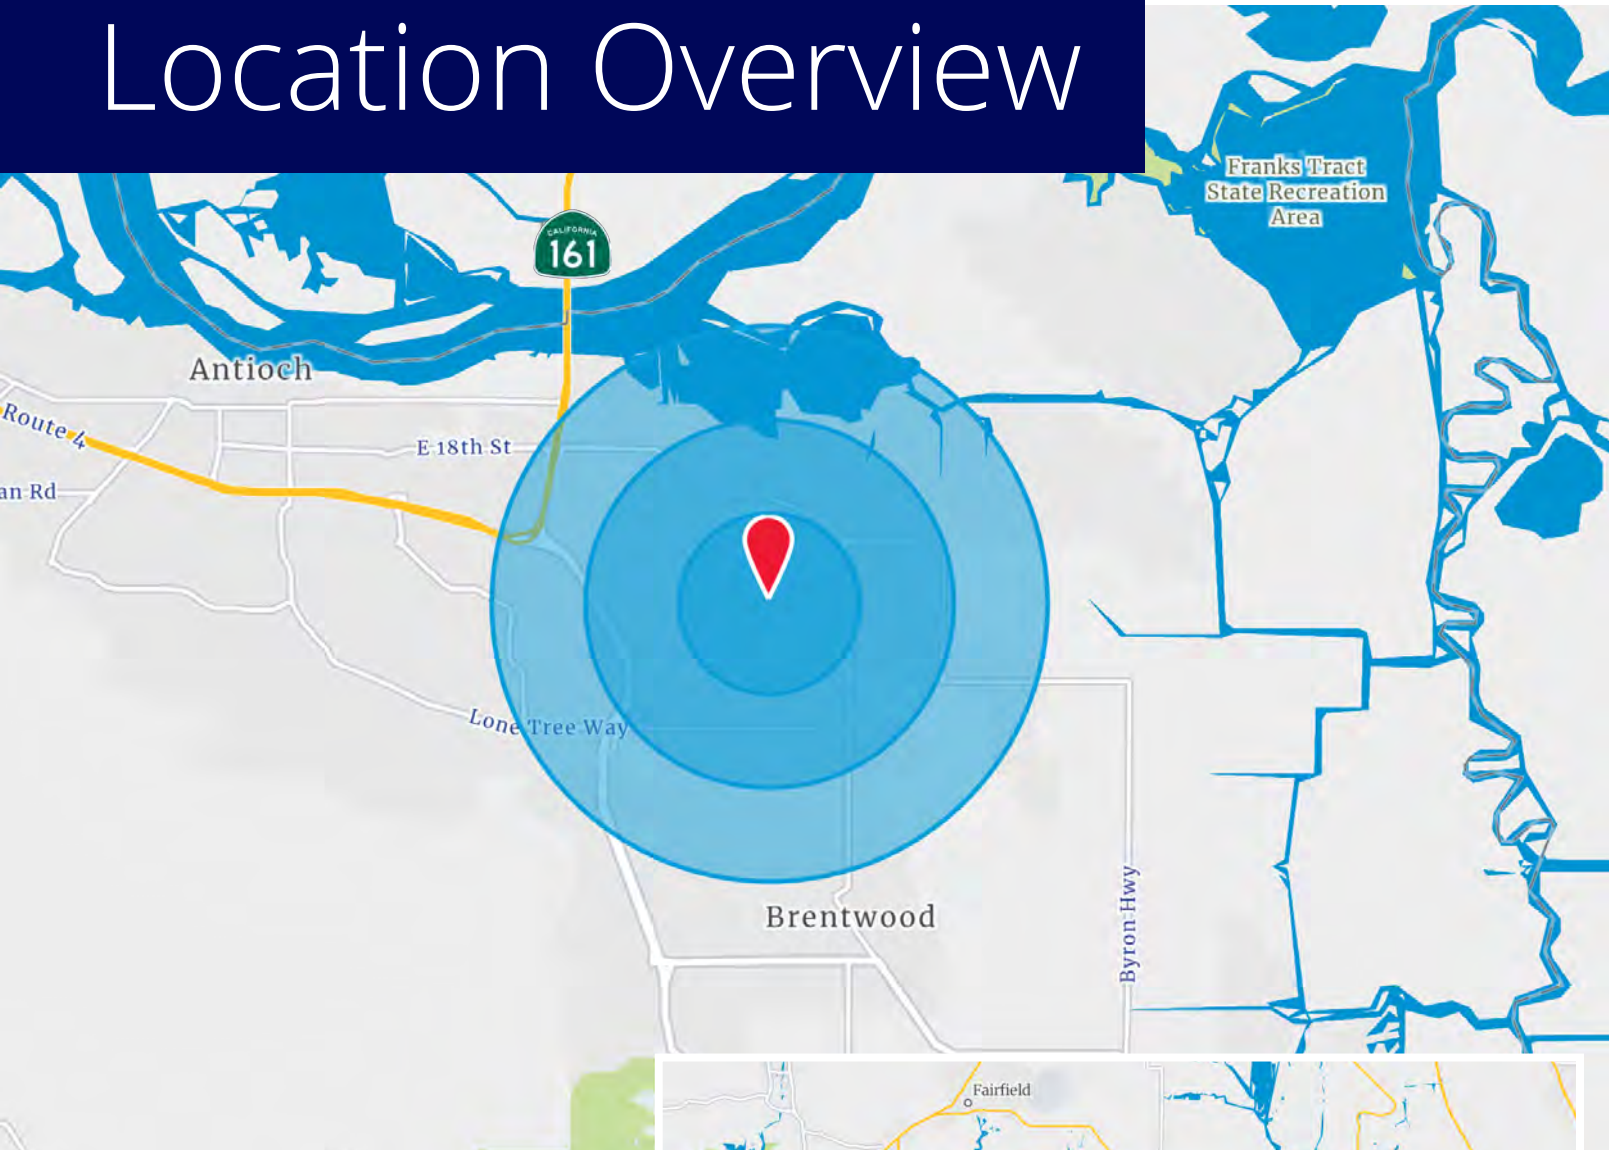 Location Overview
Franks Tract
State Recreation
Area
CALIFORNIA
161
Antioch
Route 4
E 18th St
an Rd
Lone Tree Way
Brentwood
Byron Hwy
Fairfield